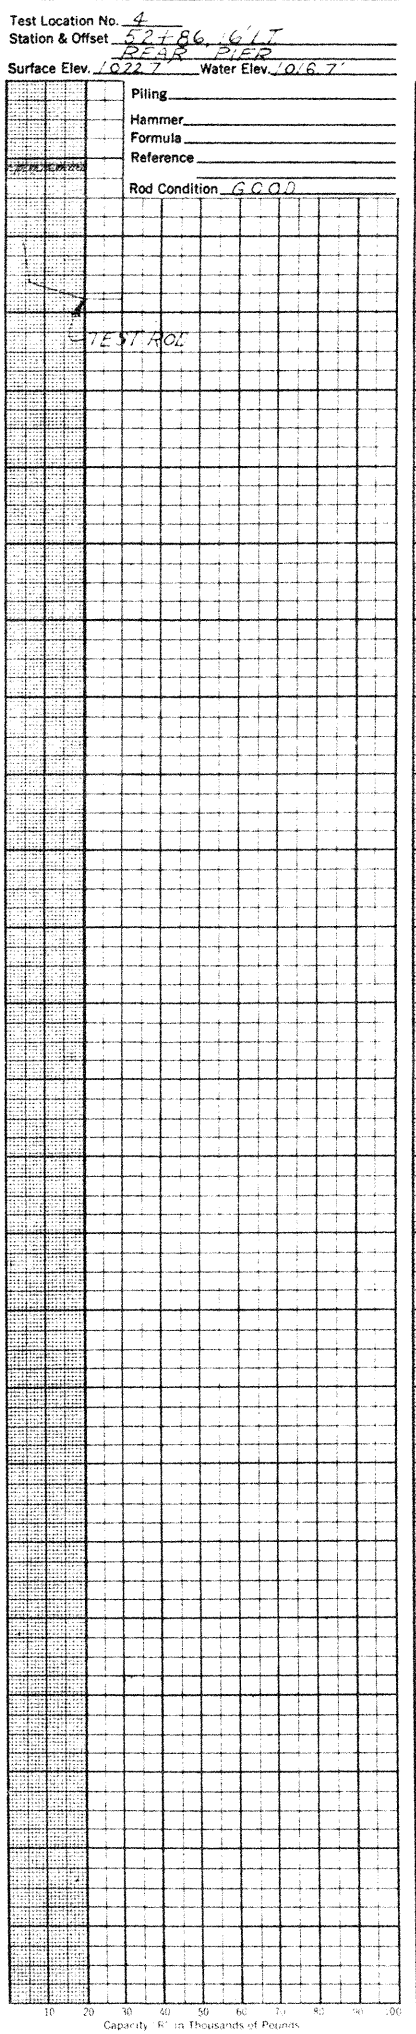 Test Location No. 4
Station & Offset 52+86, 16' LT
REAR PIER
Surface Elev. 1022.7 Water Elev. 1016.7'
Piling
Hammer
Formula
Reference
Rod Condition GOOD
TEST ROD
10 20 30 40 50 60 70 80 90 100
Capacity "R" in Thousands of Pounds